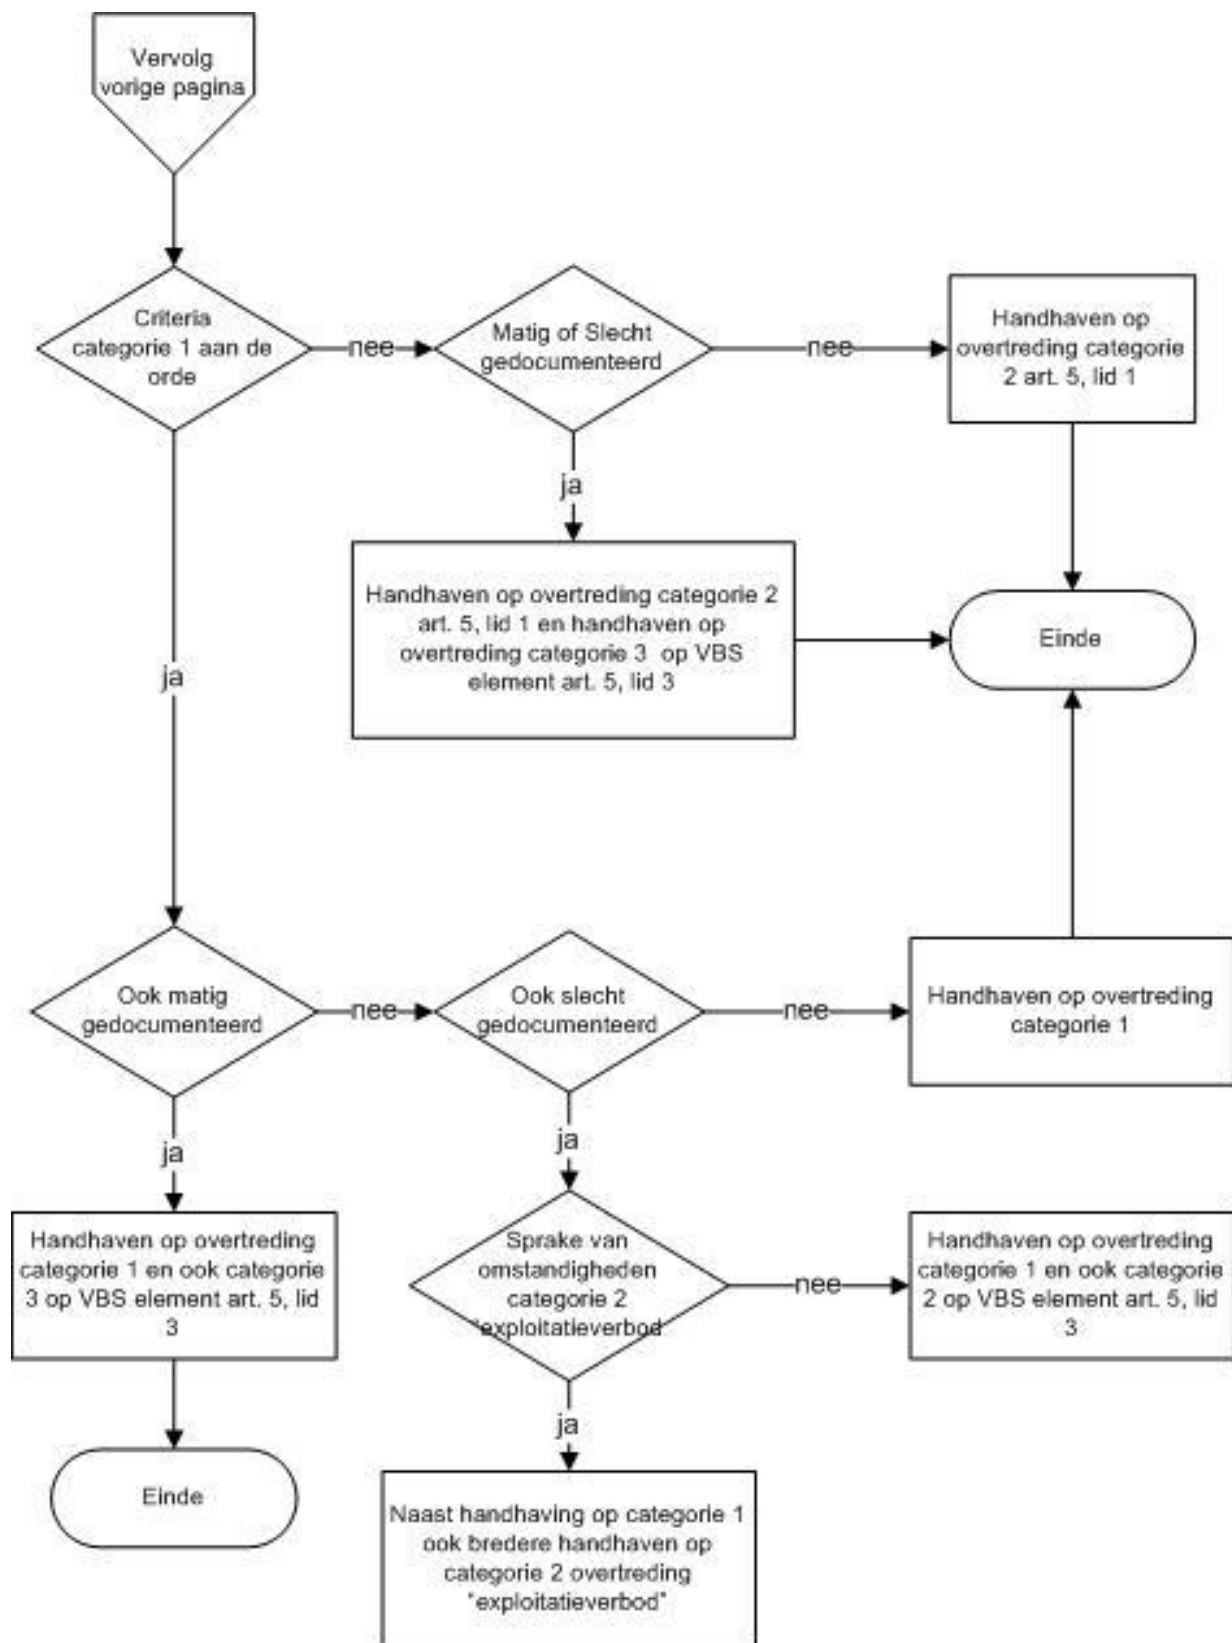 Vervolg
vorige pagina
Criteria
categorie 1 aan de
orde
nee
Matig of Slecht
gedocumenteerd
nee
Handhaven op
overtreding categorie
2 art. 5, lid 1
ja
Handhaven op overtreding categorie 2
art. 5, lid 1 en handhaven op
overtreding categorie 3 op VBS
element art. 5, lid 3
Einde
ja
Ook matig
gedocumenteerd
nee
Ook slecht
gedocumenteerd
nee
Handhaven op overtreding
categorie 1
ja
ja
Handhaven op overtreding
categorie 1 en ook categorie
3 op VBS element art. 5, lid
3
Sprake van
omstandigheden
categorie 2
"exploitatieverbod
nee
Handhaven op overtreding
categorie 1 en ook categorie
2 op VBS element art. 5, lid
3
ja
Einde
Naast handhaving op categorie 1
ook bredere handhaven op
categorie 2 overtreding
"exploitatieverbod"